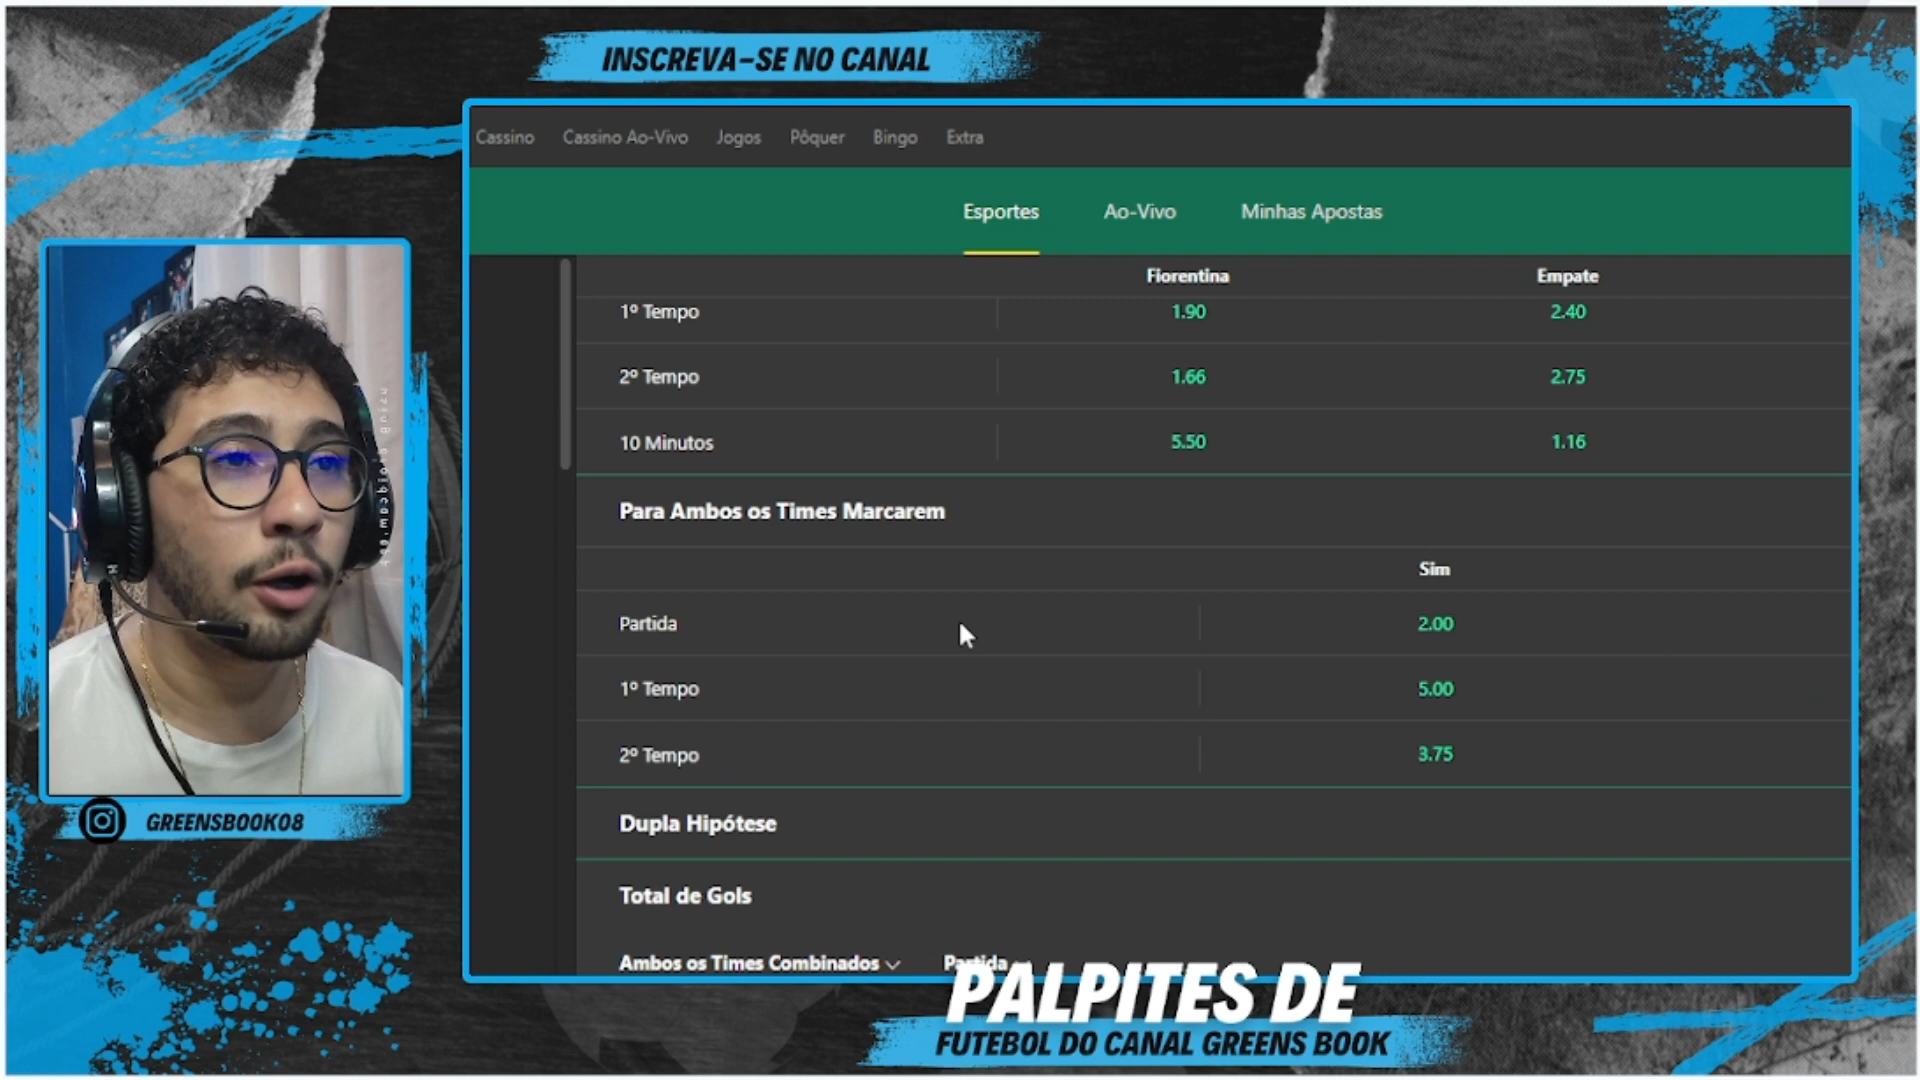 INSCREVA-SE NO CANAL
Cassino Cassino Ao-Vivo Jogos Pôquer Bingo Extra
Esportes Ao-Vivo Minhas Apostas
Fiorentina Empate
1º Tempo 1.90 2.40
2º Tempo 1.66 2.75
10 Minutos 5.50 1.16
Para Ambos os Times Marcarem
Sim
Partida 2.00
1º Tempo 5.00
2º Tempo 3.75
Dupla Hipótese
Total de Gols
Ambos os Times Combinados Partida
GREENSBOOK08
PALPITES DE
FUTEBOL DO CANAL GREENS BOOK